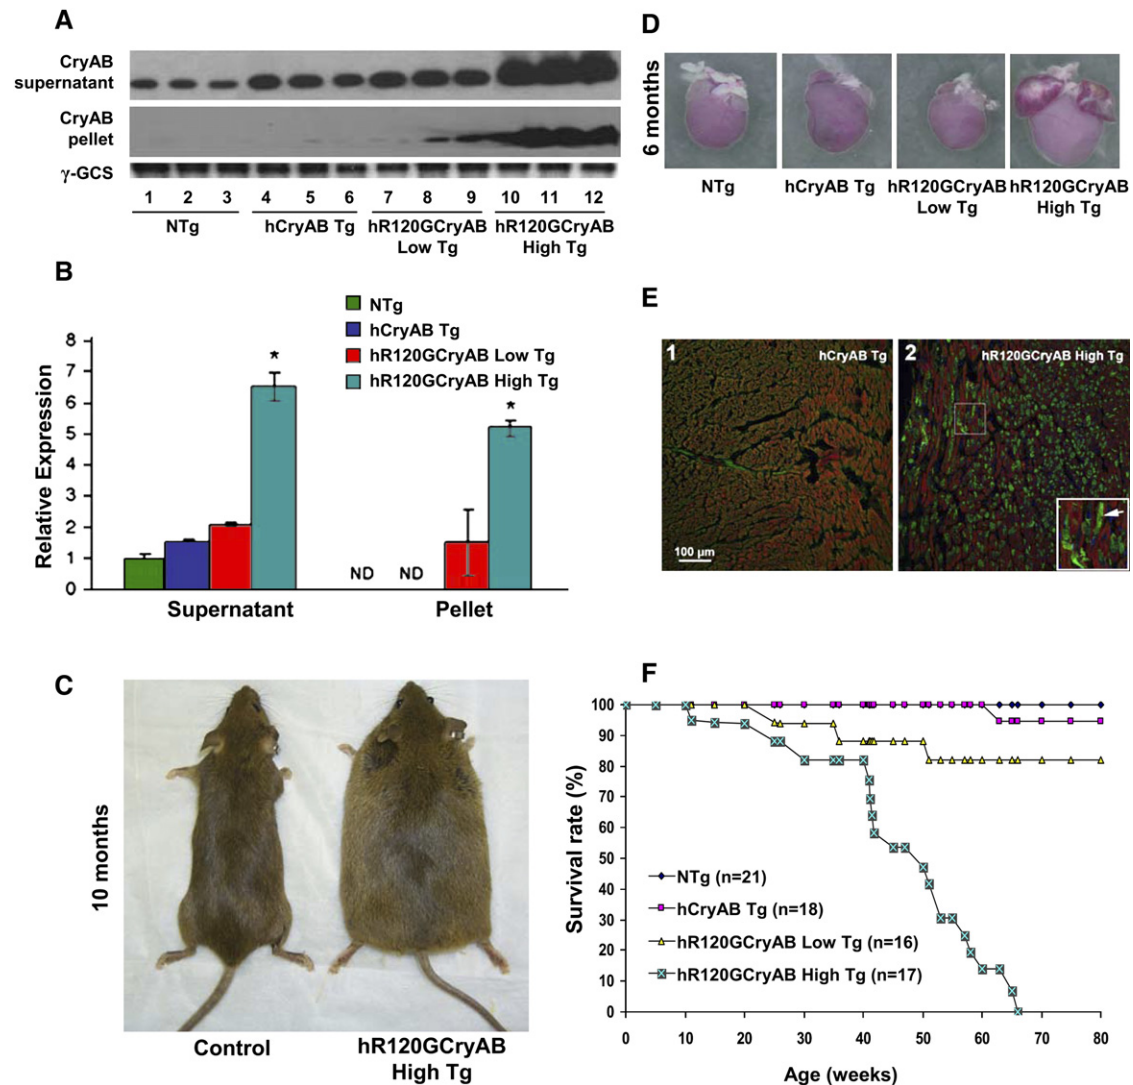 A
CryAB
supernatant
CryAB
pellet
γ-GCS
1 2 3 4 5 6 7 8 9 10 11 12
NTg hCryAB Tg hR120GCryAB hR120GCryAB
Low Tg High Tg
B
NTg
hCryAB Tg
hR120GCryAB Low Tg
hR120GCryAB High Tg
Relative Expression
8
7
6
5
4
3
2
1
0
*
*
ND ND
Supernatant Pellet
C
10 months
Control hR120GCryAB
High Tg
D
6 months
NTg hCryAB Tg hR120GCryAB hR120GCryAB
Low Tg High Tg
E
1 hCryAB Tg
100 μm
2 hR120GCryAB High Tg
F
Survival rate (%)
100
90
80
70
60
50
40
30
20
10
0
NTg (n=21)
hCryAB Tg (n=18)
hR120GCryAB Low Tg (n=16)
hR120GCryAB High Tg (n=17)
0 10 20 30 40 50 60 70 80
Age (weeks)